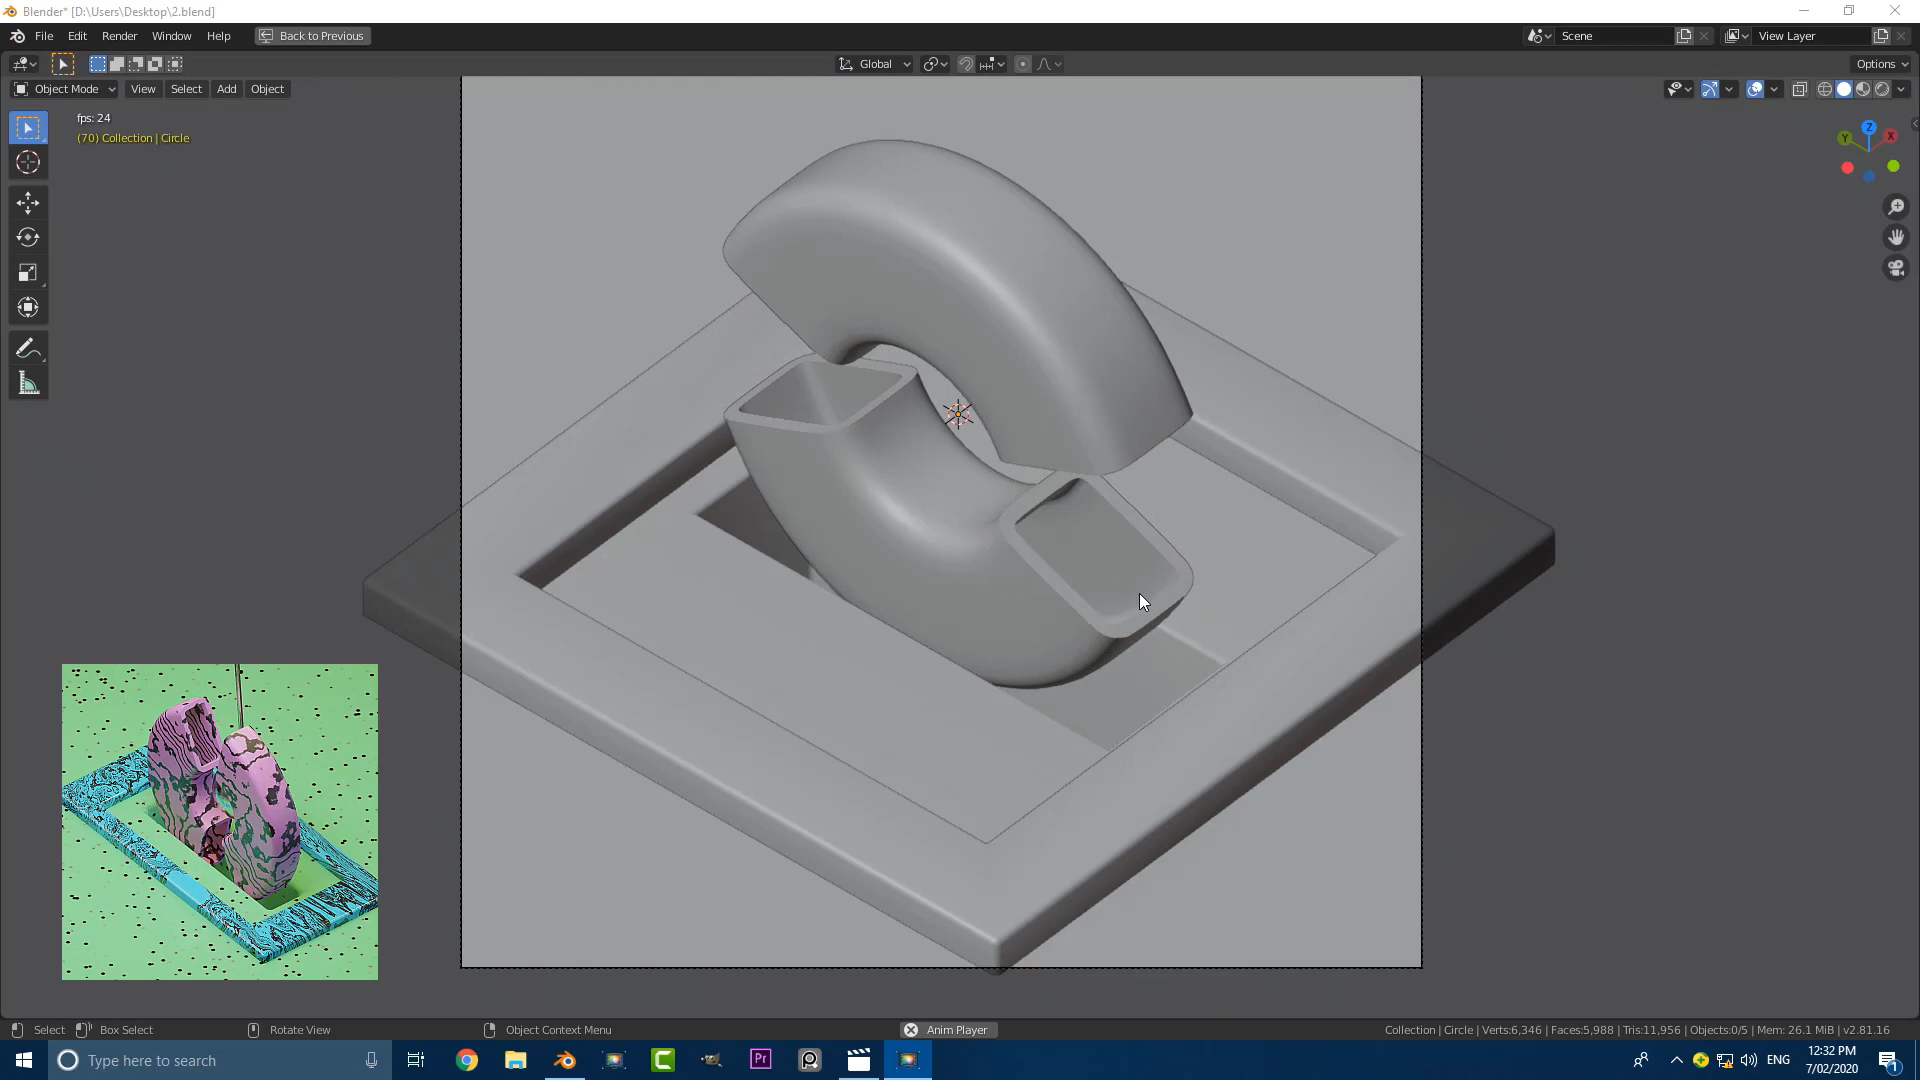 Blender* [D:\Users\Desktop\2.blend]
File Edit Render Window Help Back to Previous Scene View Layer
Global Options
Object Mode View Select Add Object
fps: 24
(70) Collection | Circle
Z
Y X
Select Box Select Rotate View Object Context Menu Anim Player Collection | Circle | Verts:6,346 | Faces:5,988 | Tris:11,956 | Objects:0/5 | Mem: 26.1 MiB | v2.81.16
Type here to search Pr ENG 12:32 PM
7/02/2020 1